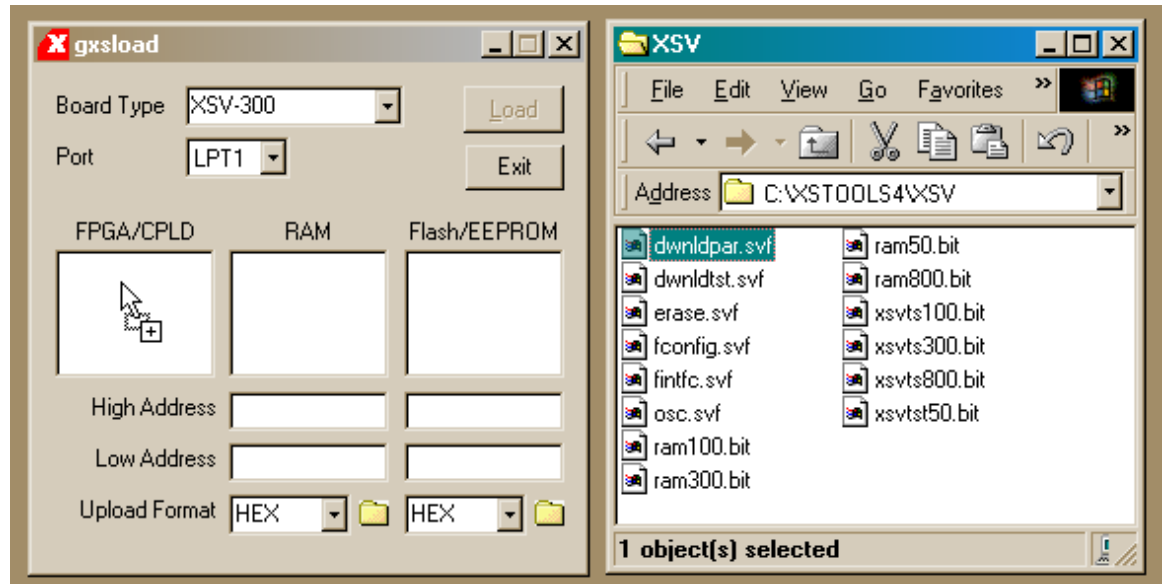 gxsload
Board Type XSV-300 Load
Port LPT1 Exit
FPGA/CPLD RAM Flash/EEPROM
High Address
Low Address
Upload Format HEX HEX
XSV
File Edit View Go Favorites »
»
Address C:\XSTOOLS4\XSV
dwnldpar.svf ram50.bit
dwnldtst.svf ram800.bit
erase.svf xsvts100.bit
fconfig.svf xsvts300.bit
fintfc.svf xsvts800.bit
osc.svf xsvtst50.bit
ram100.bit
ram300.bit
1 object(s) selected